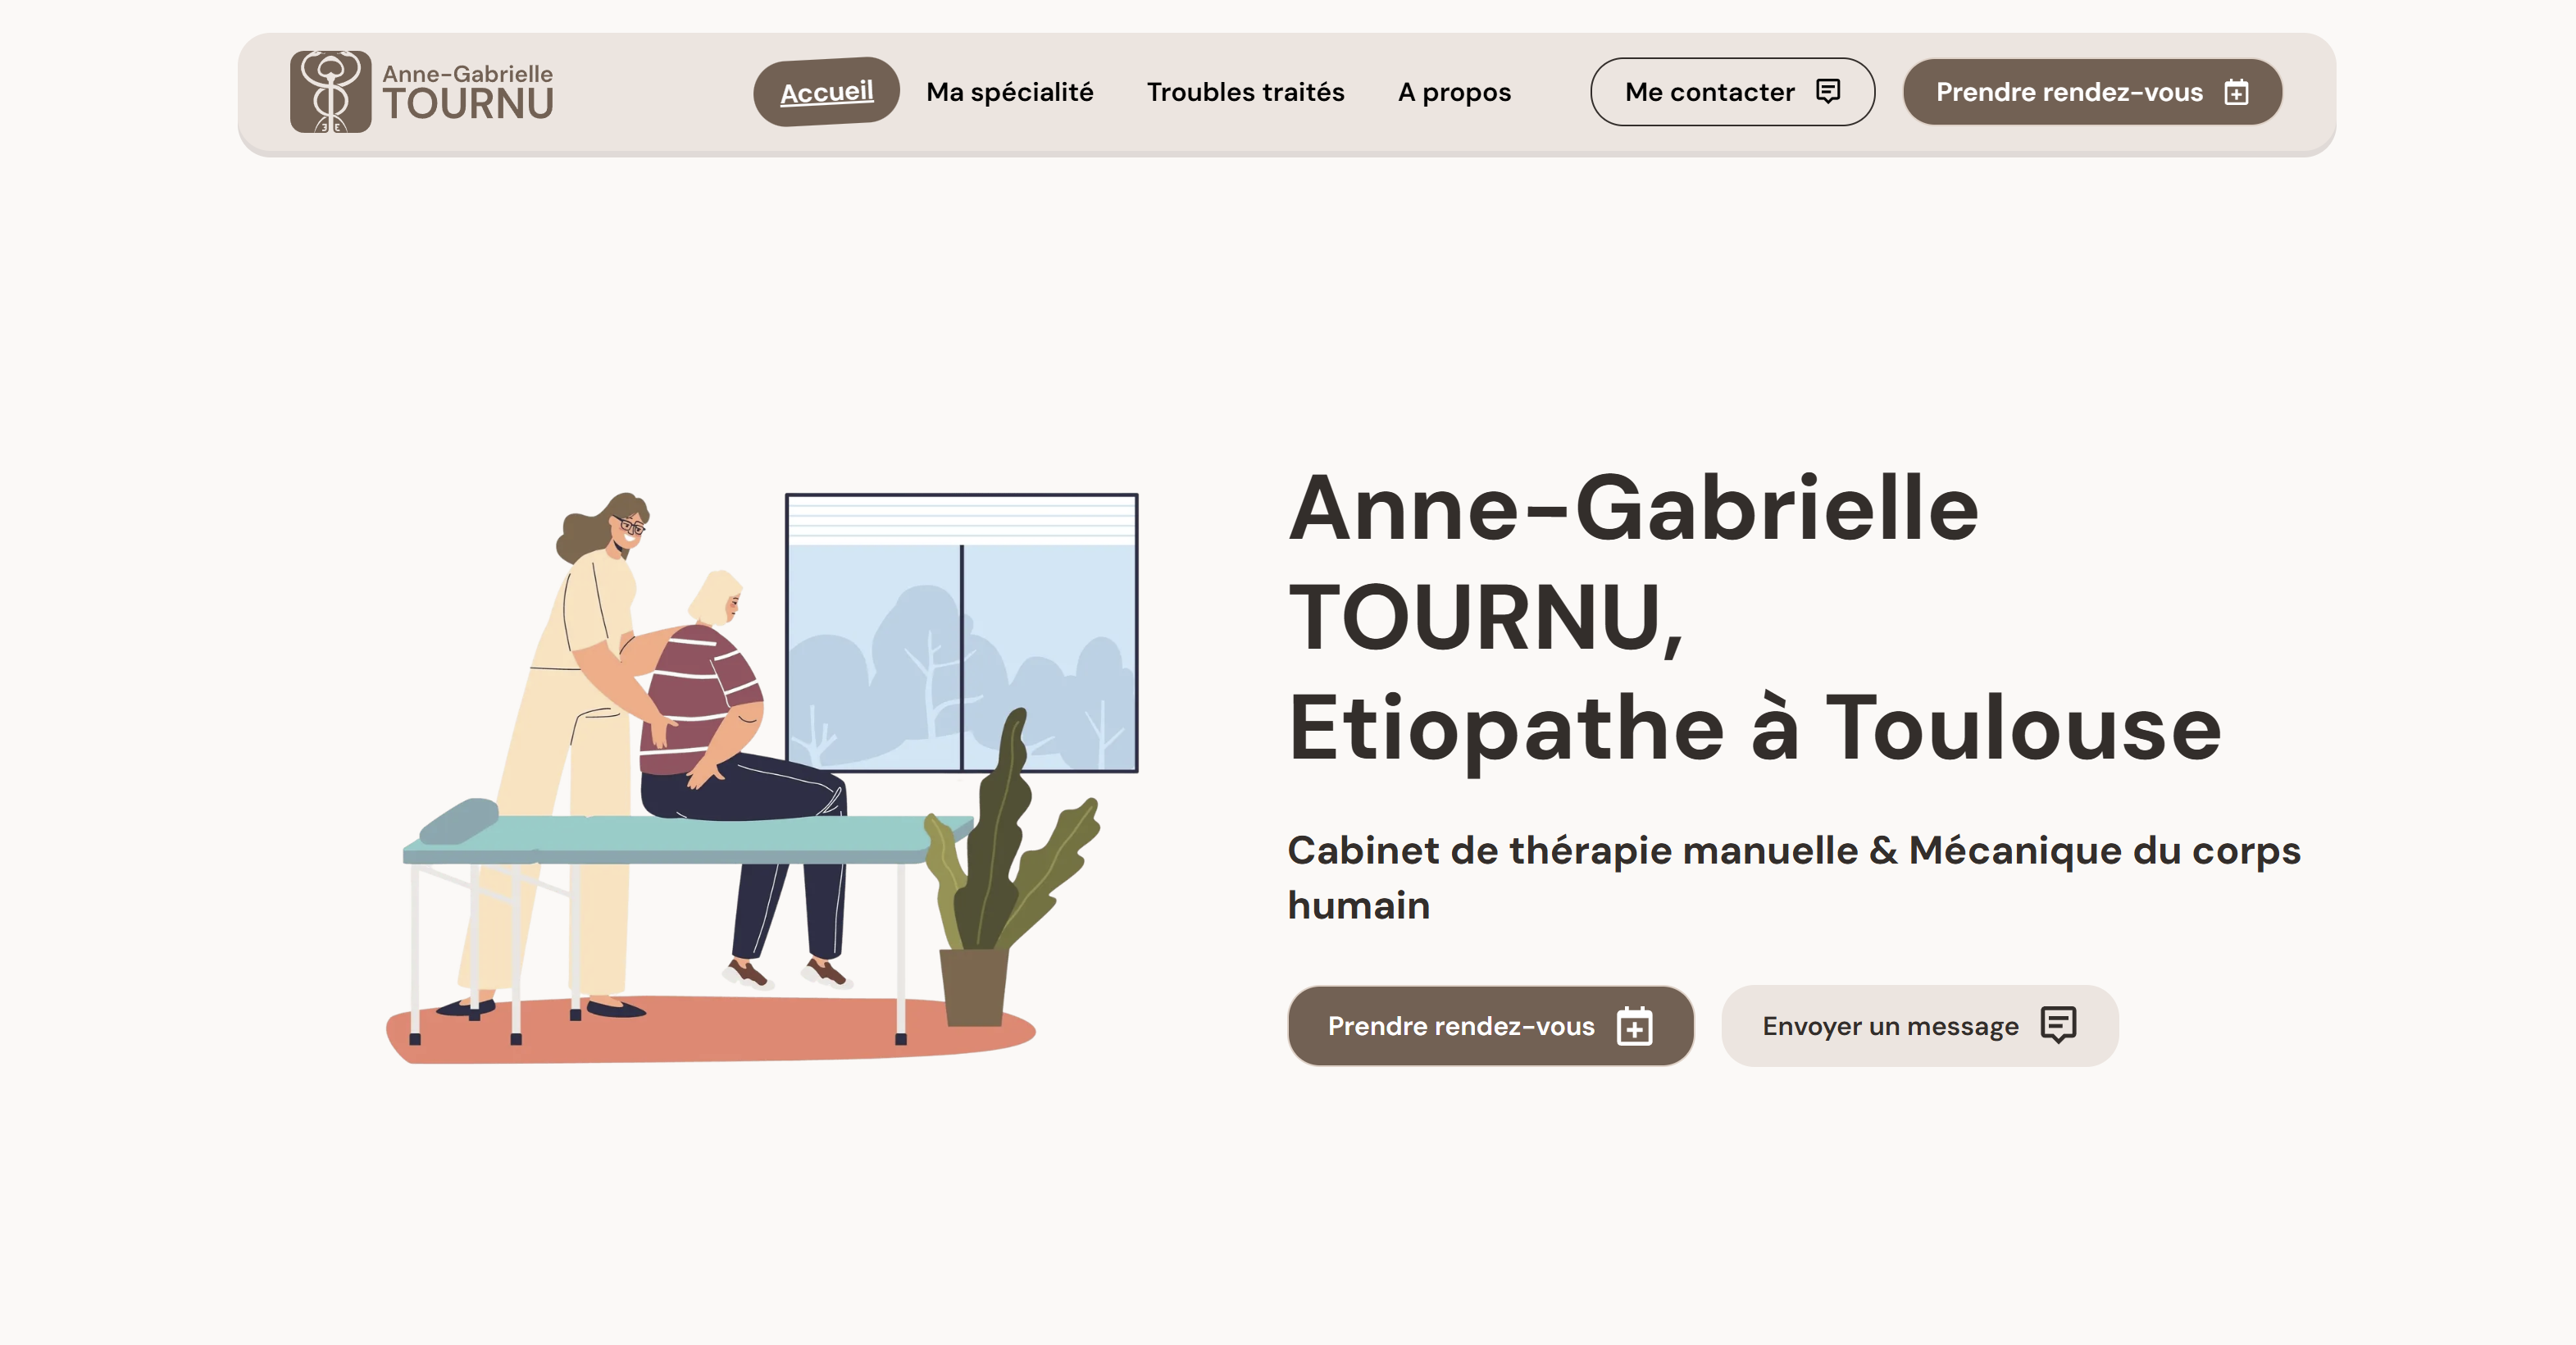 Anne-Gabrielle
TOURNU
Accueil
Ma spécialité
Troubles traités
A propos
Me contacter
Prendre rendez-vous
Anne-Gabrielle
TOURNU,
Etiopathe à Toulouse
Cabinet de thérapie manuelle & Mécanique du corps
humain
Prendre rendez-vous
Envoyer un message